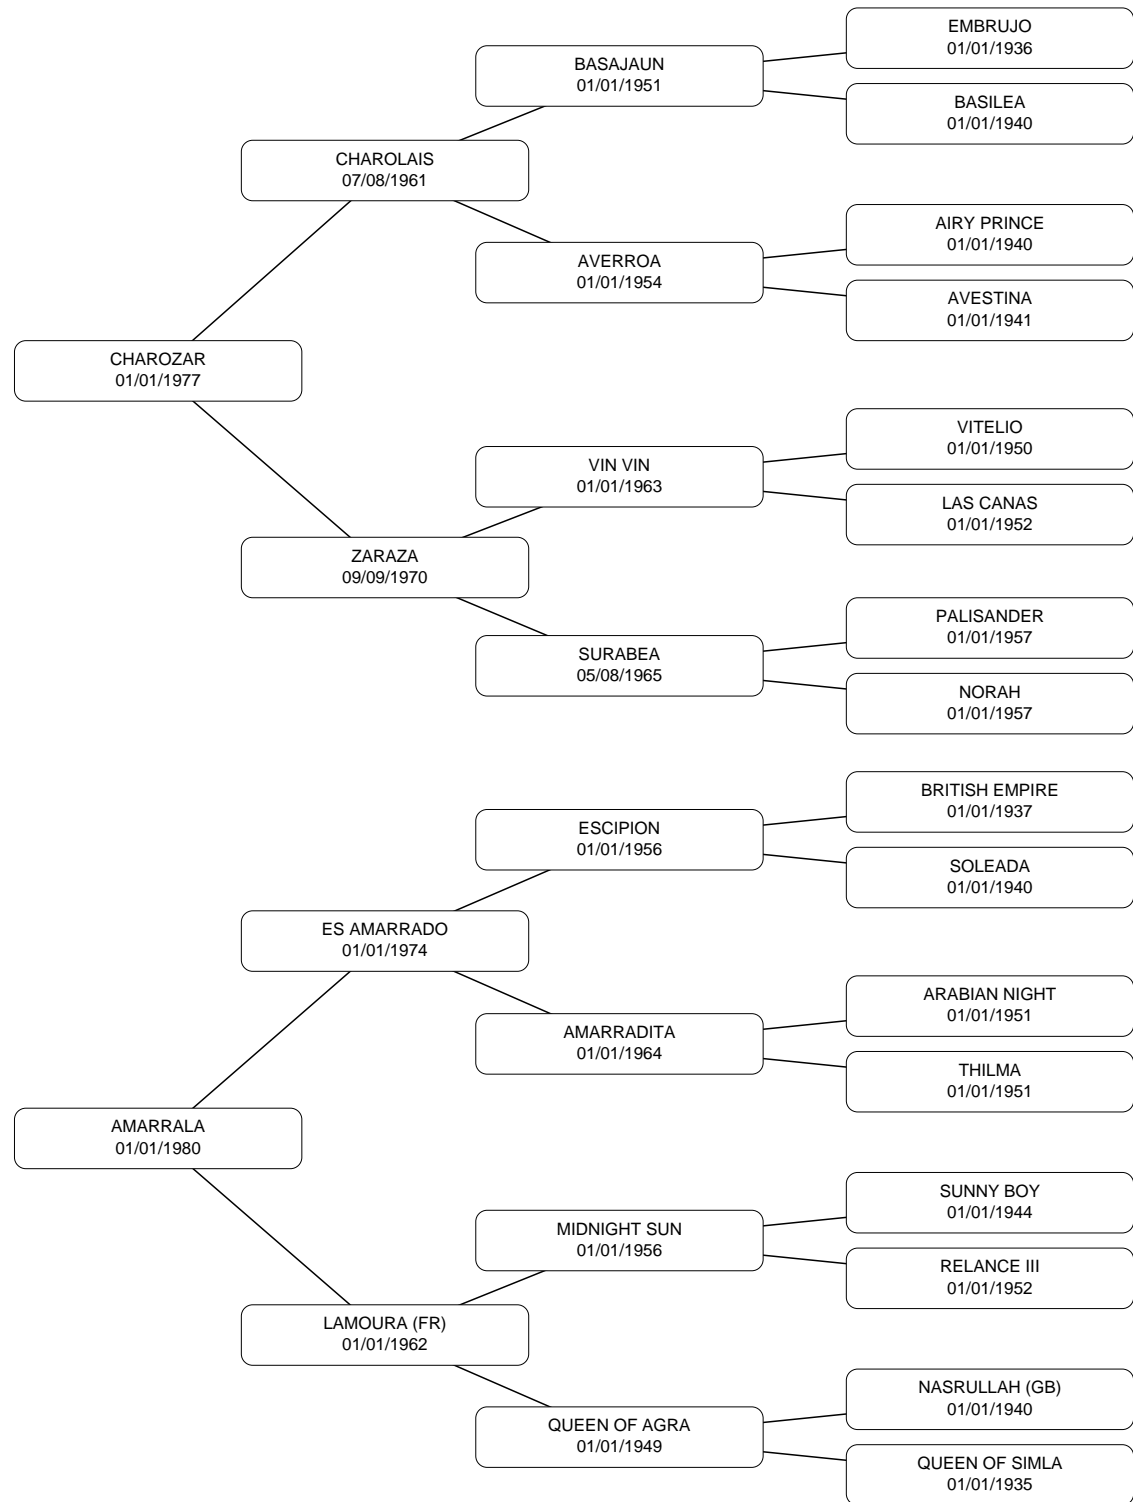 EMBRUJO
01/01/1936
BASAJAUN
01/01/1951
BASILEA
01/01/1940
CHAROLAIS
07/08/1961
AIRY PRINCE
01/01/1940
AVERROA
01/01/1954
AVESTINA
01/01/1941
CHAROZAR
01/01/1977
VITELIO
01/01/1950
VIN VIN
01/01/1963
LAS CANAS
01/01/1952
ZARAZA
09/09/1970
PALISANDER
01/01/1957
SURABEA
05/08/1965
NORAH
01/01/1957
BRITISH EMPIRE
01/01/1937
ESCIPION
01/01/1956
SOLEADA
01/01/1940
ES AMARRADO
01/01/1974
ARABIAN NIGHT
01/01/1951
AMARRADITA
01/01/1964
THILMA
01/01/1951
AMARRALA
01/01/1980
SUNNY BOY
01/01/1944
MIDNIGHT SUN
01/01/1956
RELANCE III
01/01/1952
LAMOURA (FR)
01/01/1962
NASRULLAH (GB)
01/01/1940
QUEEN OF AGRA
01/01/1949
QUEEN OF SIMLA
01/01/1935